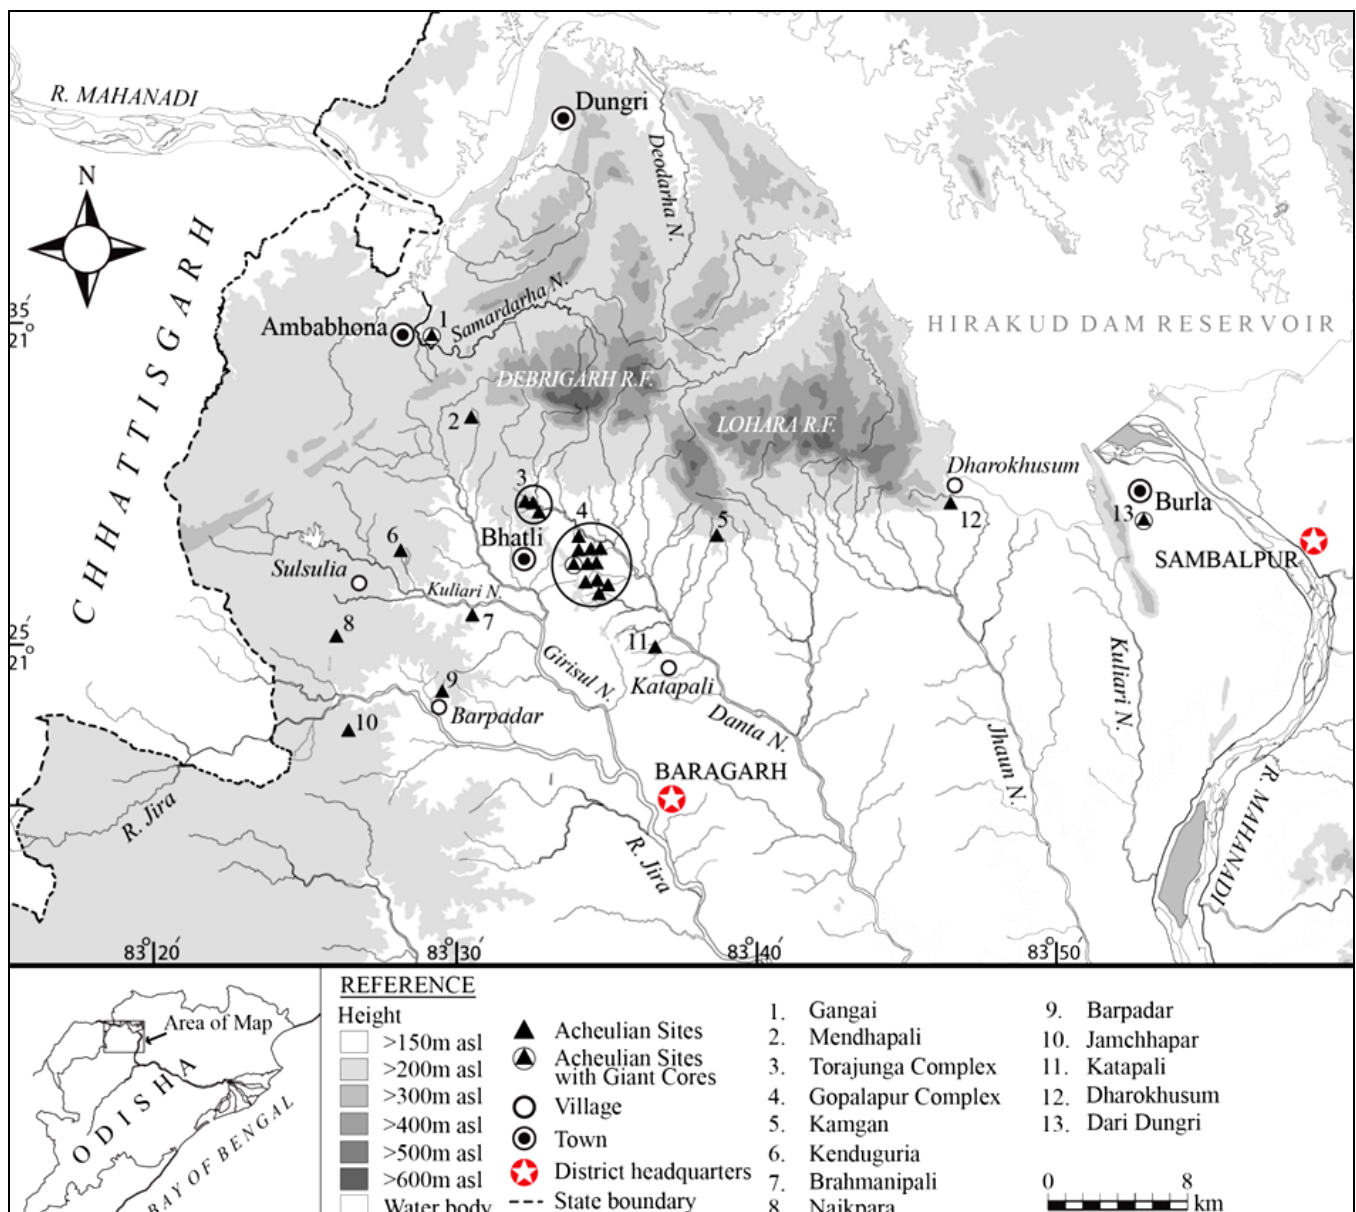 R. MAHANADI
Dungri
Deodarha N.
N
CHHATTISGARH
35′
21°
Ambabhona
1
Samardarha N.
HIRAKUD DAM RESERVOIR
DEBRIGARH R.F.
LOHARA R.F.
2
Dharokhusum
3
4
5
12
Burla
13
SAMBALPUR
Bhatli
6
Sulsulia
Kuliari N.
7
8
25′
21°
11
Katapali
Girisul N.
Kuliari N.
9
Barpadar
10
Danta N.
Jhaun N.
BARAGARH
R. Jira
R. Jira
R. MAHANADI
83°20′
83°30′
83°40′
83°50′
Area of Map
ODISHA
BAY OF BENGAL
REFERENCE
Height
>150m asl
>200m asl
>300m asl
>400m asl
>500m asl
>600m asl
Water body
Acheulian Sites
Acheulian Sites
with Giant Cores
Village
Town
District headquarters
State boundary
1. Gangai
2. Mendhapali
3. Torajunga Complex
4. Gopalapur Complex
5. Kamgan
6. Kenduguria
7. Brahmanipali
8. Naikpara
9. Barpadar
10. Jamchhapar
11. Katapali
12. Dharokhusum
13. Dari Dungri
0 8
km